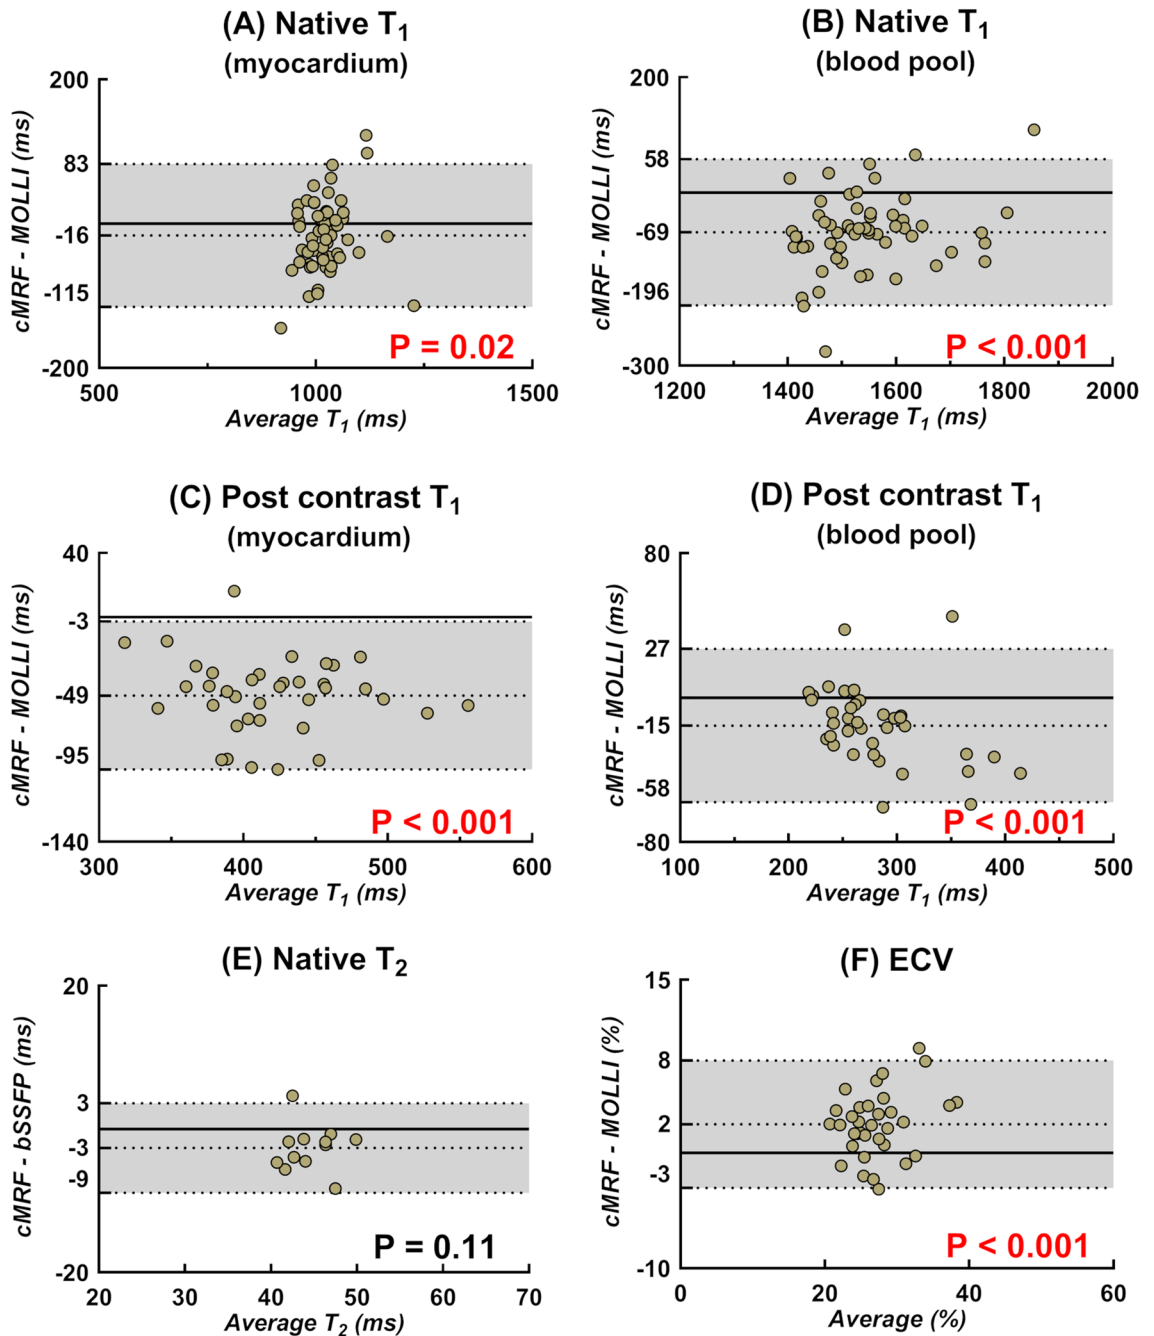 (A) Native T1
(myocardium)
200
83
-16
-115
-200
cMRF - MOLLI (ms)
P = 0.02
500
1000
1500
Average T1 (ms)
(B) Native T1
(blood pool)
200
58
-69
-196
-300
cMRF - MOLLI (ms)
P < 0.001
1200
1400
1600
1800
2000
Average T1 (ms)
(C) Post contrast T1
(myocardium)
40
-3
-49
-95
-140
cMRF - MOLLI (ms)
P < 0.001
300
400
500
600
Average T1 (ms)
(D) Post contrast T1
(blood pool)
80
27
-15
-58
-80
cMRF - MOLLI (ms)
P < 0.001
100
200
300
400
500
Average T1 (ms)
(E) Native T2
20
3
-3
-9
-20
cMRF - bSSFP (ms)
P = 0.11
20
30
40
50
60
70
Average T2 (ms)
(F) ECV
15
8
2
-3
-10
cMRF - MOLLI (%)
P < 0.001
0
20
40
60
Average (%)